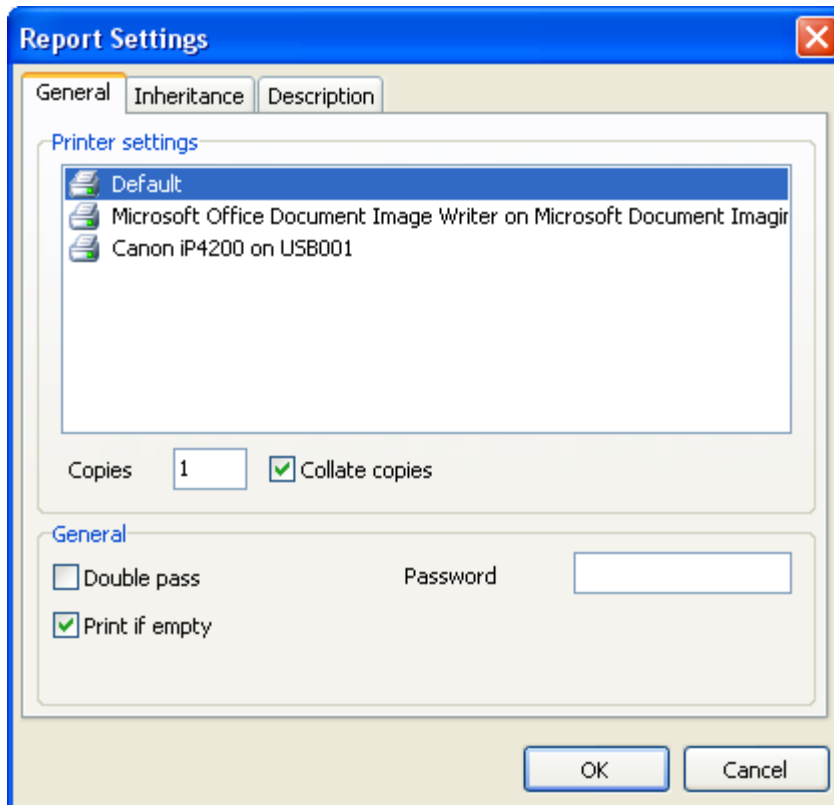 Report Settings
General Inheritance Description
Printer settings
Default
Microsoft Office Document Image Writer on Microsoft Document
Canon iP4200 on USB001
Copies 1 Collate copies
General
Double pass Password
Print if empty
OK Cancel